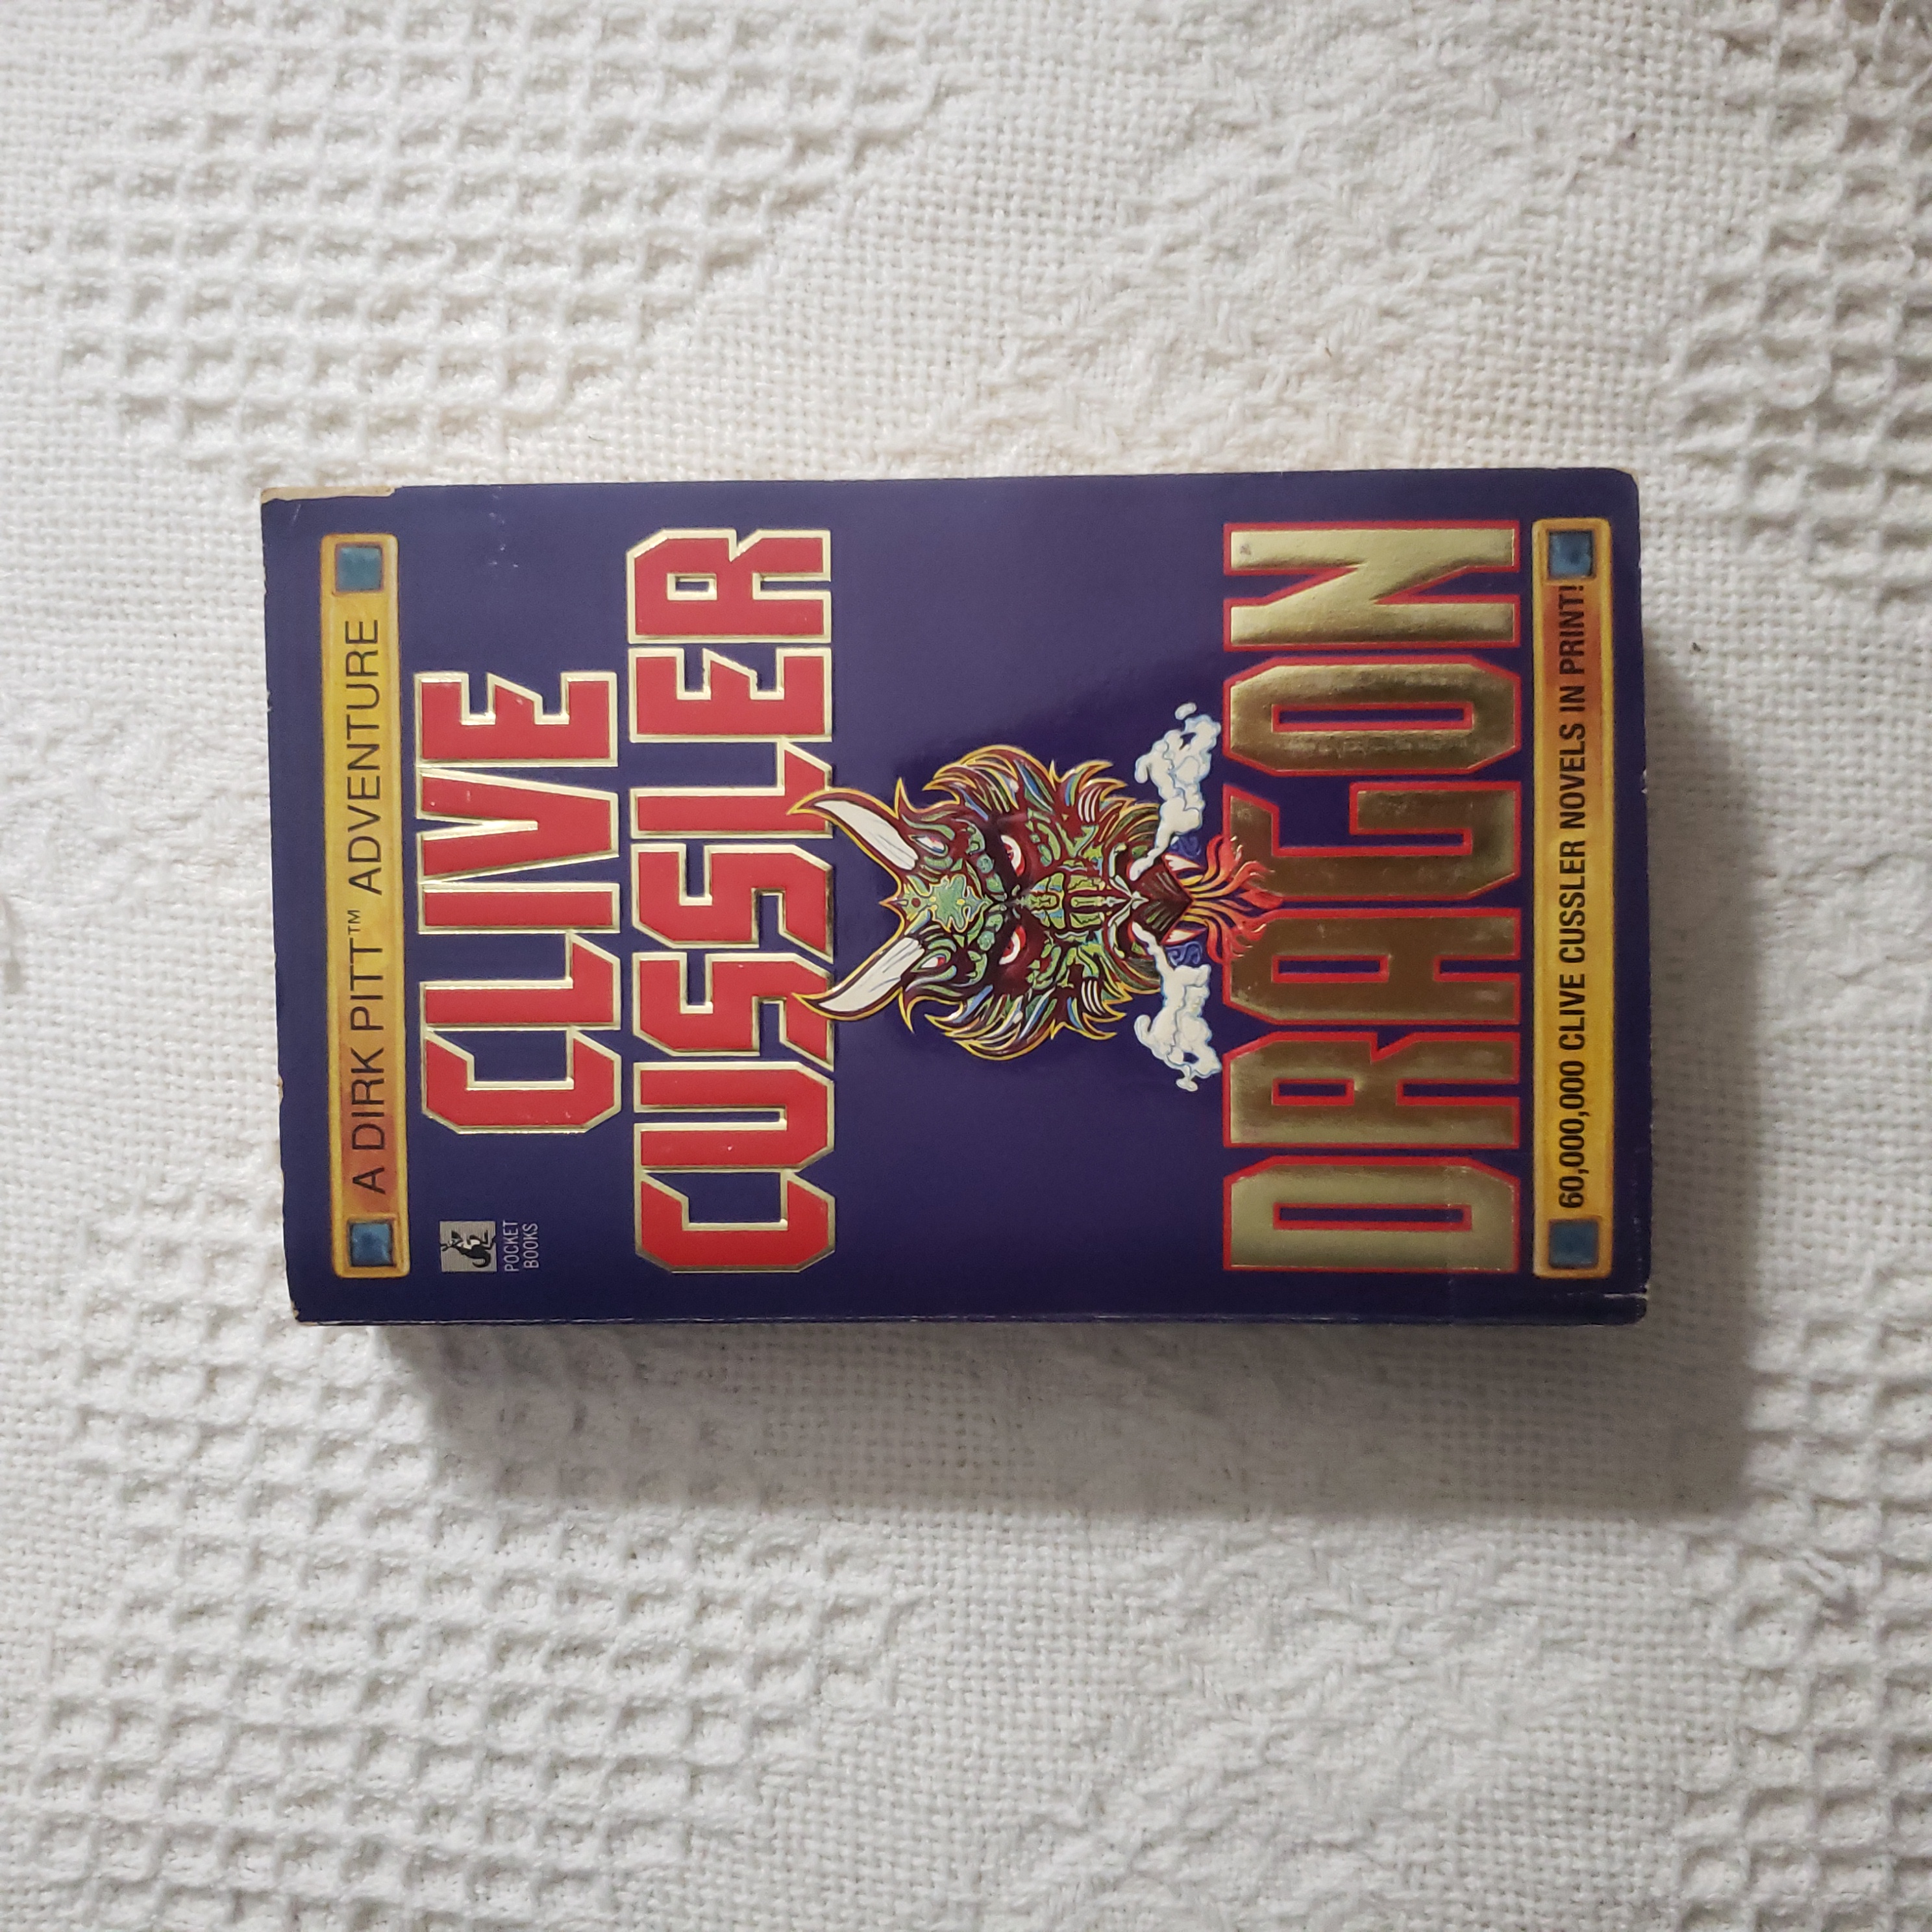 A DIRK PITT™ ADVENTURE
POCKET
BOOKS
CLIVE
CUSSLER
DRAGON
60,000,000 CLIVE CUSSLER NOVELS IN PRINT!